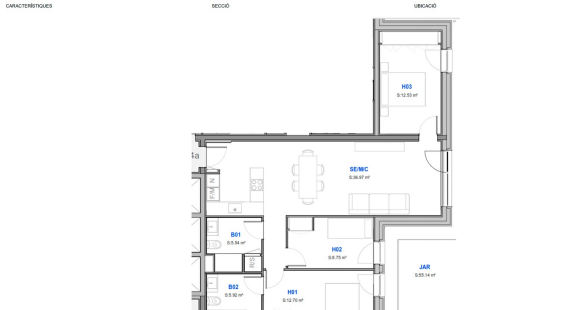 CARACTERÍSTIQUES
SECCIÓ
UBICACIÓ
H03
S:12.53 m²
SE/M/C
S:36.97 m²
F/M
N
B01
S:5.94 m²
H02
S:8.75 m²
JAR
S:55.14 m²
B02
S:5.92 m²
H01
S:12.70 m²